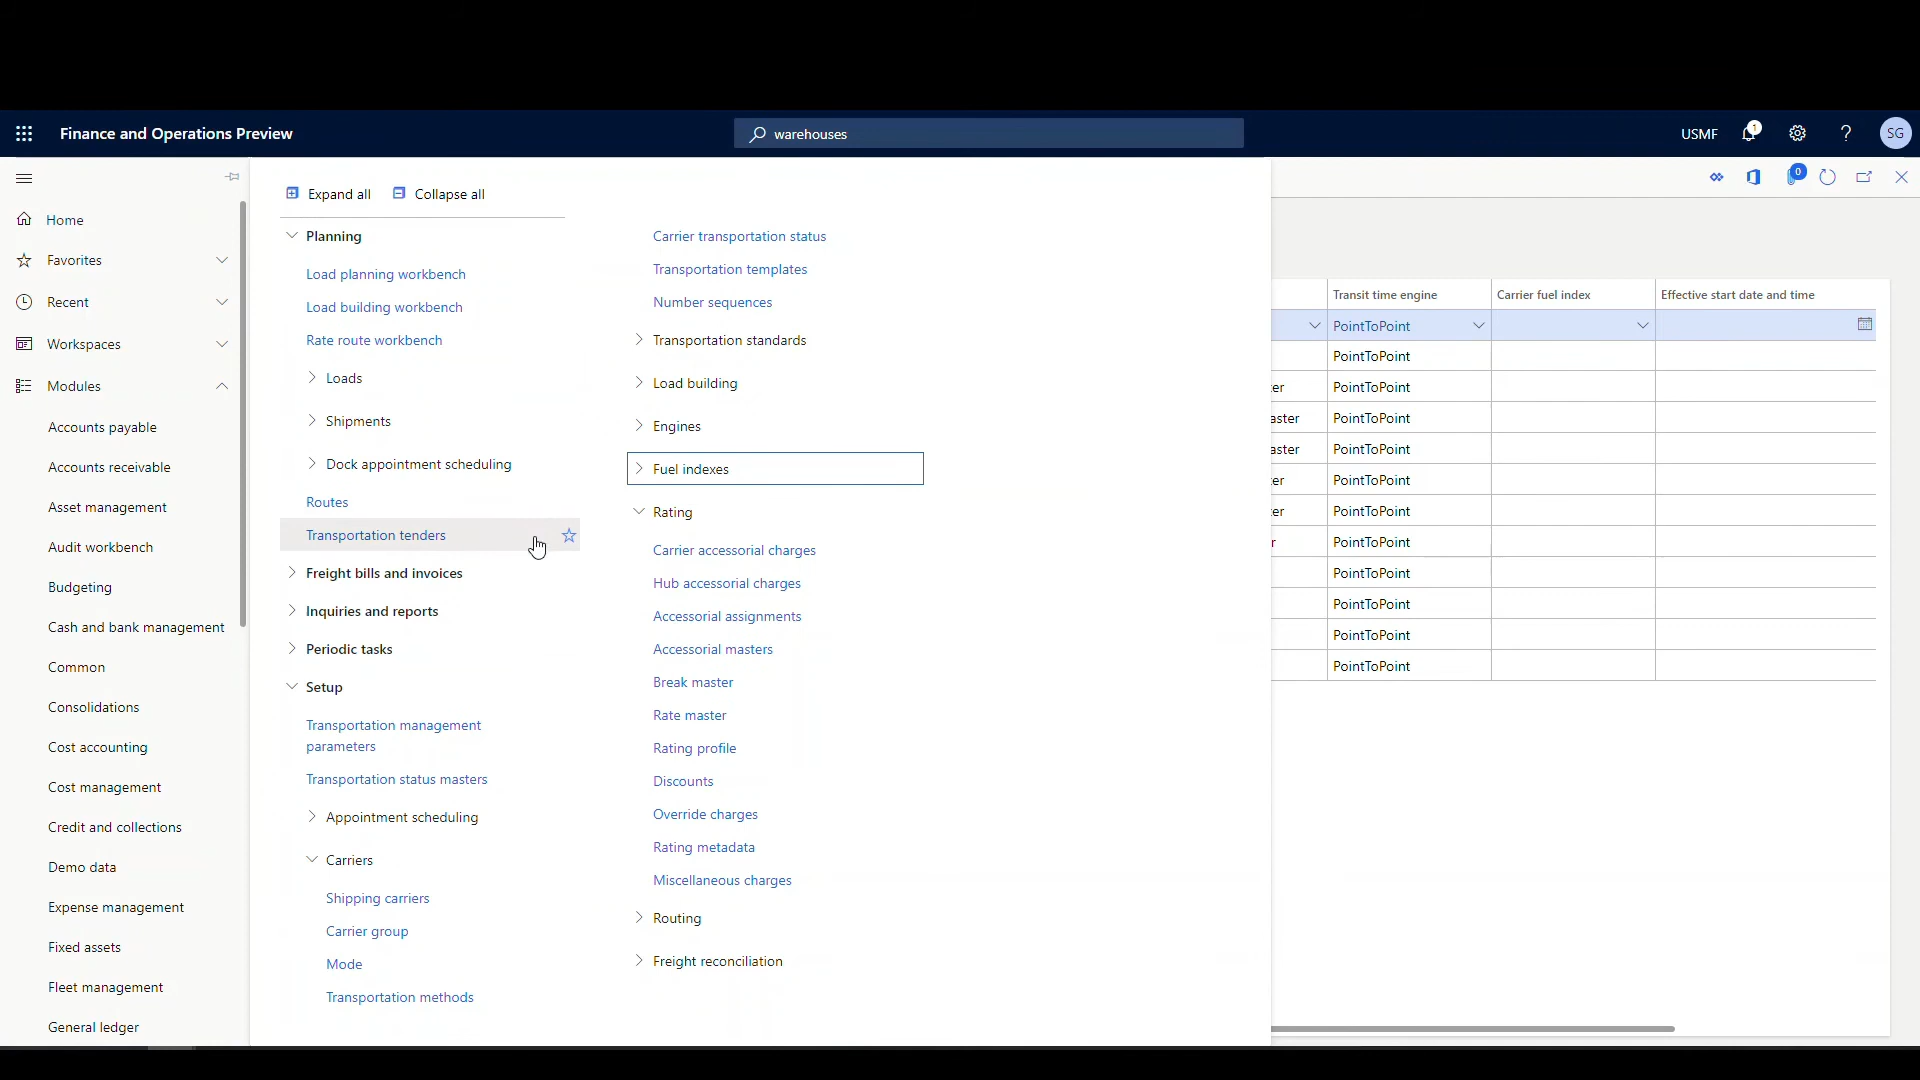 Finance and Operations Preview
warehouses
USMF
1
?
SG
0
Home
Favorites
Recent
Workspaces
Modules
Accounts payable
Accounts receivable
Asset management
Audit workbench
Budgeting
Cash and bank management
Common
Consolidations
Cost accounting
Cost management
Credit and collections
Demo data
Expense management
Fixed assets
Fleet management
General ledger
Expand all
Collapse all
Planning
Load planning workbench
Load building workbench
Rate route workbench
Loads
Shipments
Dock appointment scheduling
Routes
Transportation tenders
Freight bills and invoices
Inquiries and reports
Periodic tasks
Setup
Transportation management
parameters
Transportation status masters
Appointment scheduling
Carriers
Shipping carriers
Carrier group
Mode
Transportation methods
Carrier transportation status
Transportation templates
Number sequences
Transportation standards
Load building
Engines
Fuel indexes
Rating
Carrier accessorial charges
Hub accessorial charges
Accessorial assignments
Accessorial masters
Break master
Rate master
Rating profile
Discounts
Override charges
Rating metadata
Miscellaneous charges
Routing
Freight reconciliation
Transit time engine
Carrier fuel index
Effective start date and time
PointToPoint
PointToPoint
er PointToPoint
aster PointToPoint
aster PointToPoint
er PointToPoint
er PointToPoint
r PointToPoint
PointToPoint
PointToPoint
PointToPoint
PointToPoint